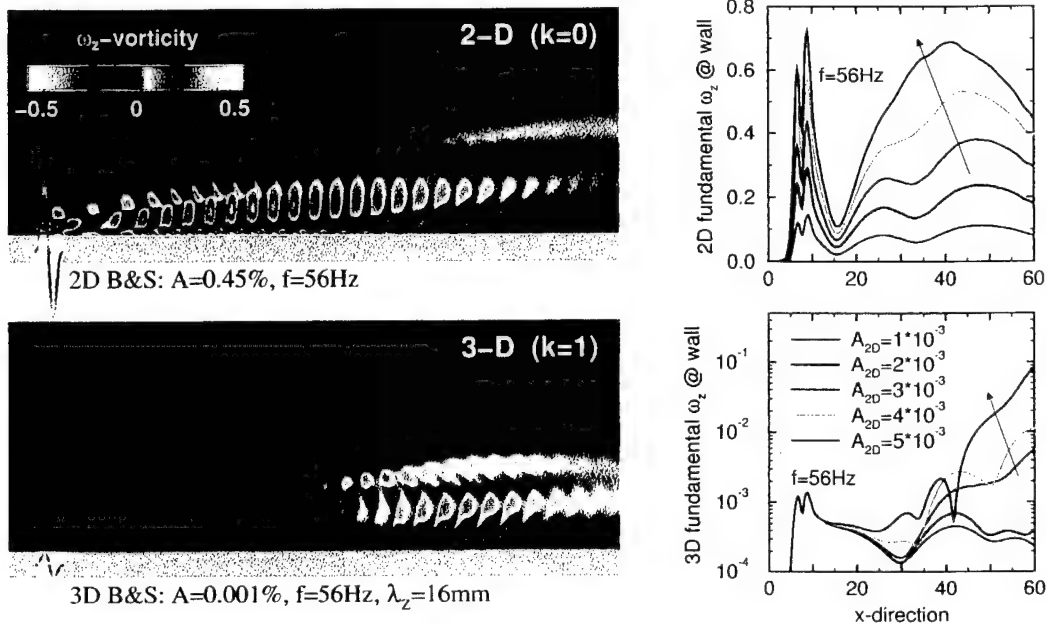 2-D (k=0)
ω_z-vorticity
-0.5 0 0.5
2D B&S: A=0.45%, f=56Hz
3-D (k=1)
3D B&S: A=0.001%, f=56Hz, λ_z=16mm
2D fundamental ω_z @ wall
0.8
0.6
0.4
0.2
0.0
f=56Hz
0 20 40 60
3D fundamental ω_z @ wall
10^-1
10^-2
10^-3
10^-4
A_2D=1*10^-3
A_2D=2*10^-3
A_2D=3*10^-3
A_2D=4*10^-3
A_2D=5*10^-3
f=56Hz
0 20 40 60
x-direction